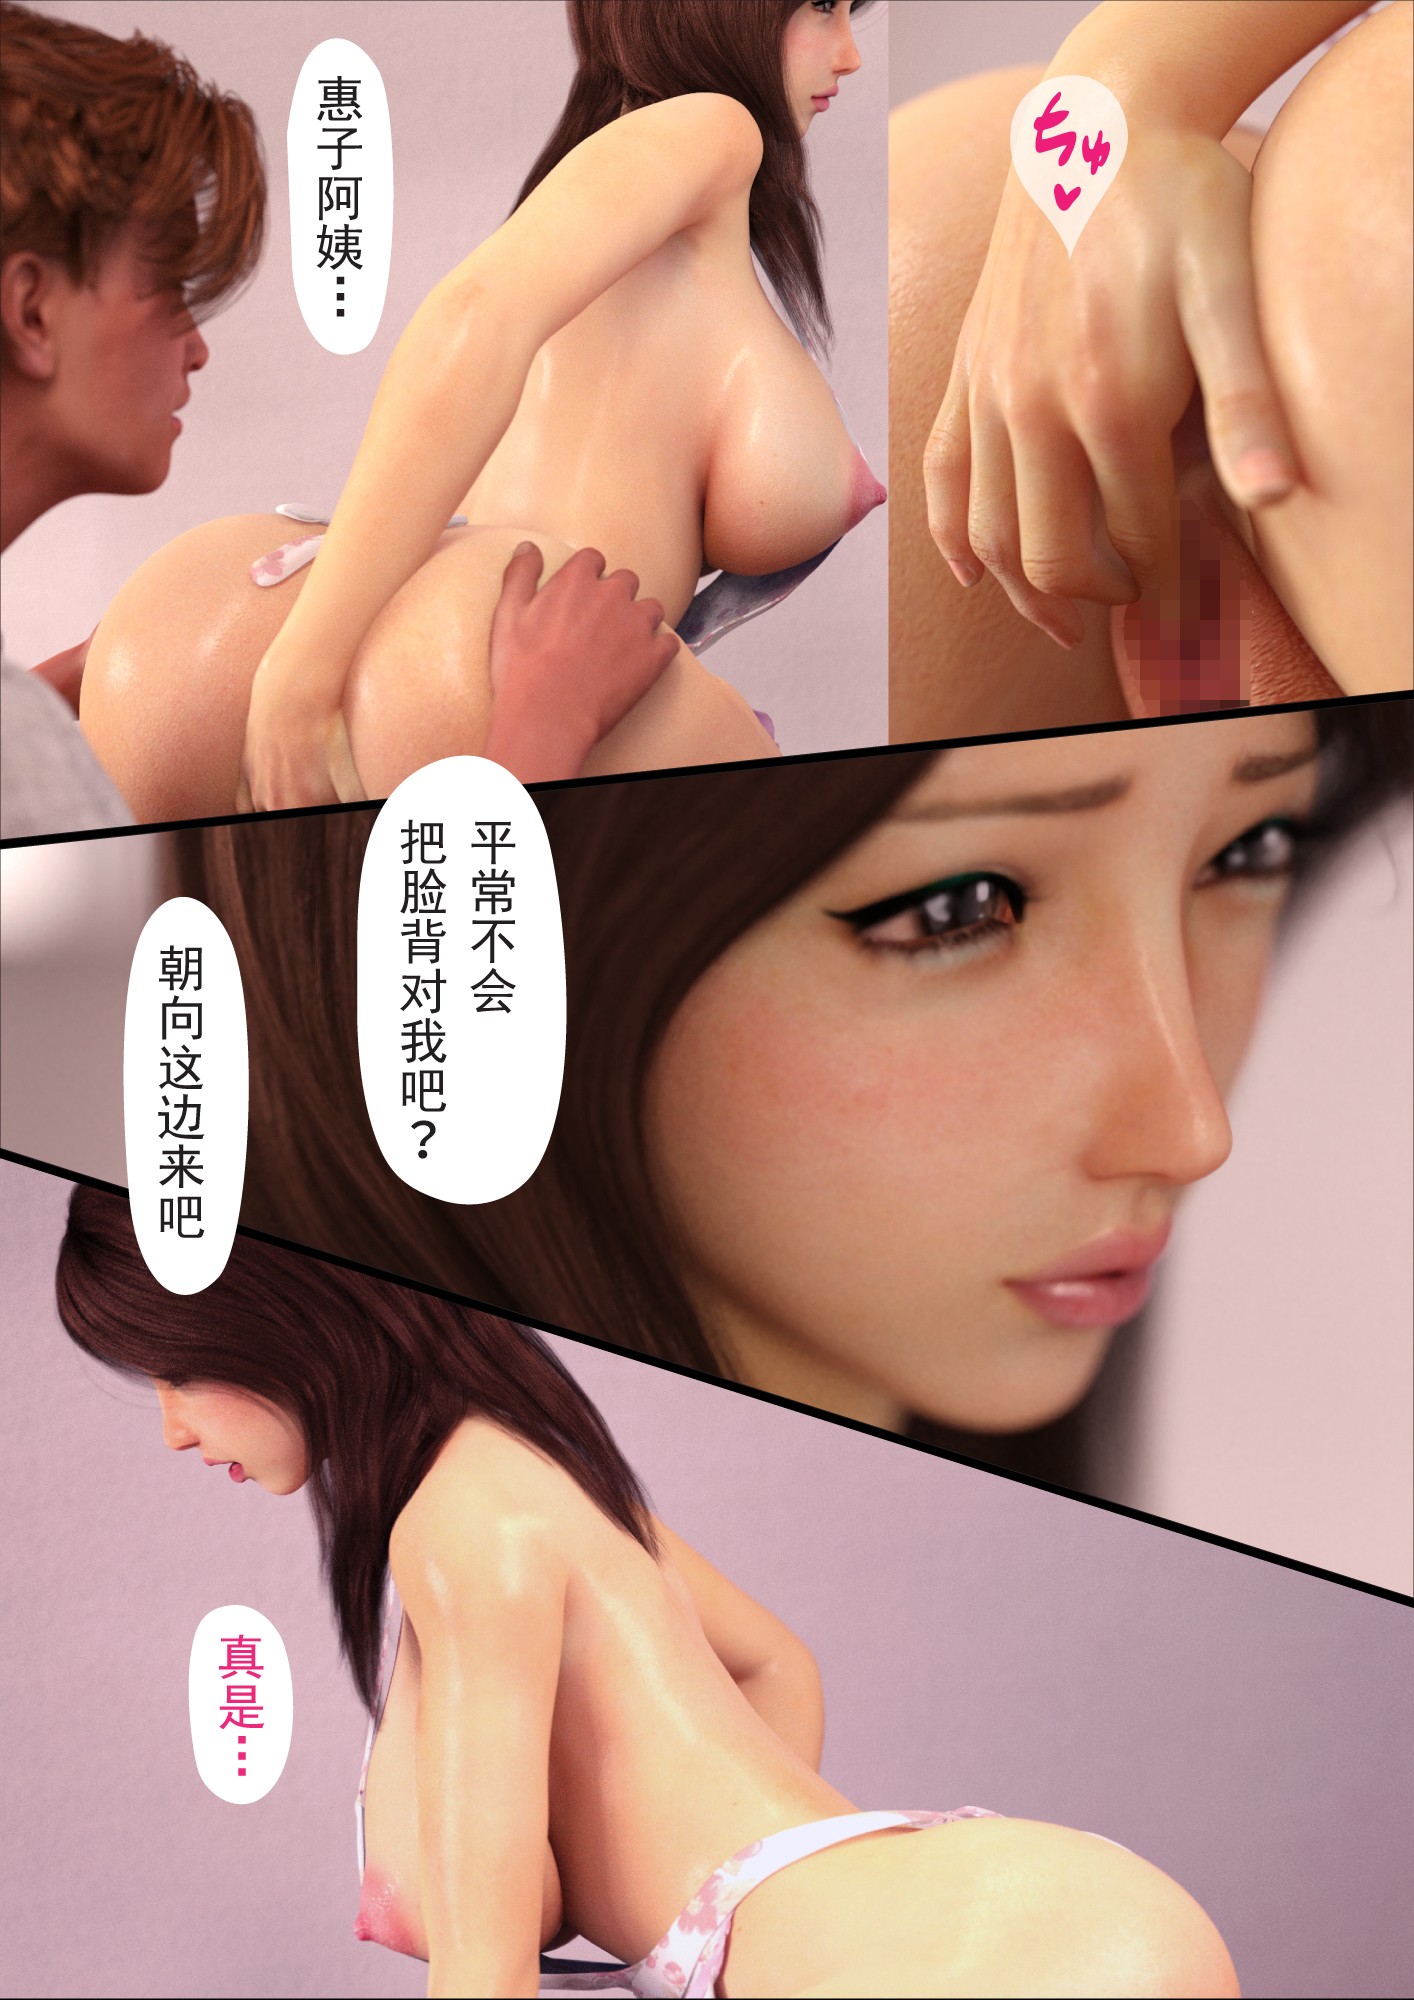 ちゅ♥
惠子阿姨…
平常不会
把脸背对我吧？
朝向这边来吧
真是…